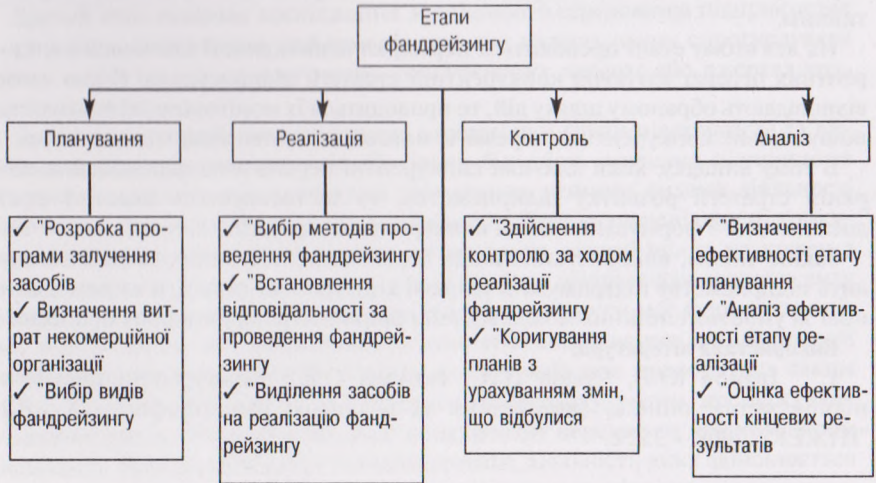 Етапи
фандрейзингу
Планування
Реалізація
Контроль
Аналіз
✓ "Розробка про-
грами залучення
засобів
✓ Визначення вит-
рат некомерційної
організації
✓ "Вибір видів
фандрейзингу
✓ "Вибір методів про-
ведення фандрейзингу
✓ "Встановлення
відповідальності за
проведення фандрей-
зингу
✓ "Виділення засобів
на реалізацію фанд-
рейзингу
✓ "Здійснення
контролю за ходом
реалізації
фандрейзингу
✓ "Коригування
планів з
урахуванням змін,
що відбулися
✓ "Визначення
ефективності етапу
планування
✓ "Аналіз ефектив-
ності етапу ре-
ізації
✓ "Оцінка ефектив-
ності кінцевих ре-
зультатів